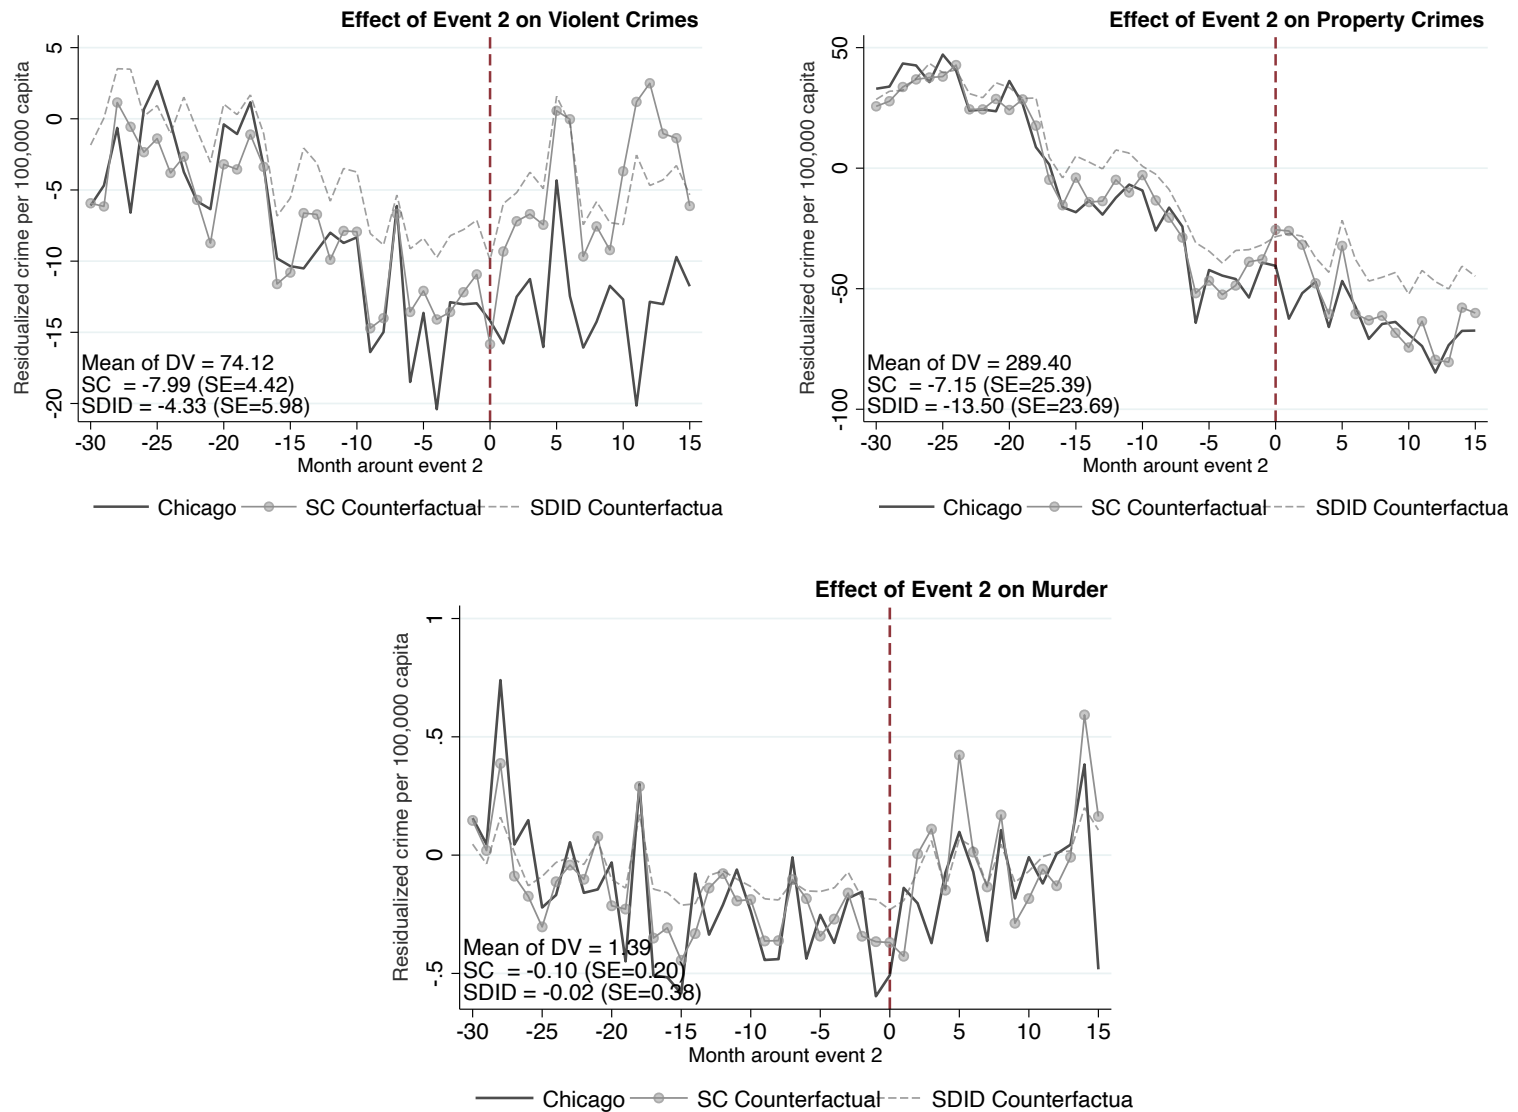 Effect of Event 2 on Violent Crimes
Residualized crime per 100,000 capita
5
0
-5
-10
-15
-20
Mean of DV = 74.12
SC = -7.99 (SE=4.42)
SDID = -4.33 (SE=5.98)
-30 -25 -20 -15 -10 -5 0 5 10 15
Month arount event 2
Chicago SC Counterfactual SDID Counterfactua
Effect of Event 2 on Property Crimes
Residualized crime per 100,000 capita
50
0
-50
-100
Mean of DV = 289.40
SC = -7.15 (SE=25.39)
SDID = -13.50 (SE=23.69)
-30 -25 -20 -15 -10 -5 0 5 10 15
Month arount event 2
Chicago SC Counterfactual SDID Counterfactua
Effect of Event 2 on Murder
Residualized crime per 100,000 capita
1
.5
0
-.5
Mean of DV = 1.39
SC = -0.10 (SE=0.20)
SDID = -0.02 (SE=0.38)
-30 -25 -20 -15 -10 -5 0 5 10 15
Month arount event 2
Chicago SC Counterfactual SDID Counterfactua